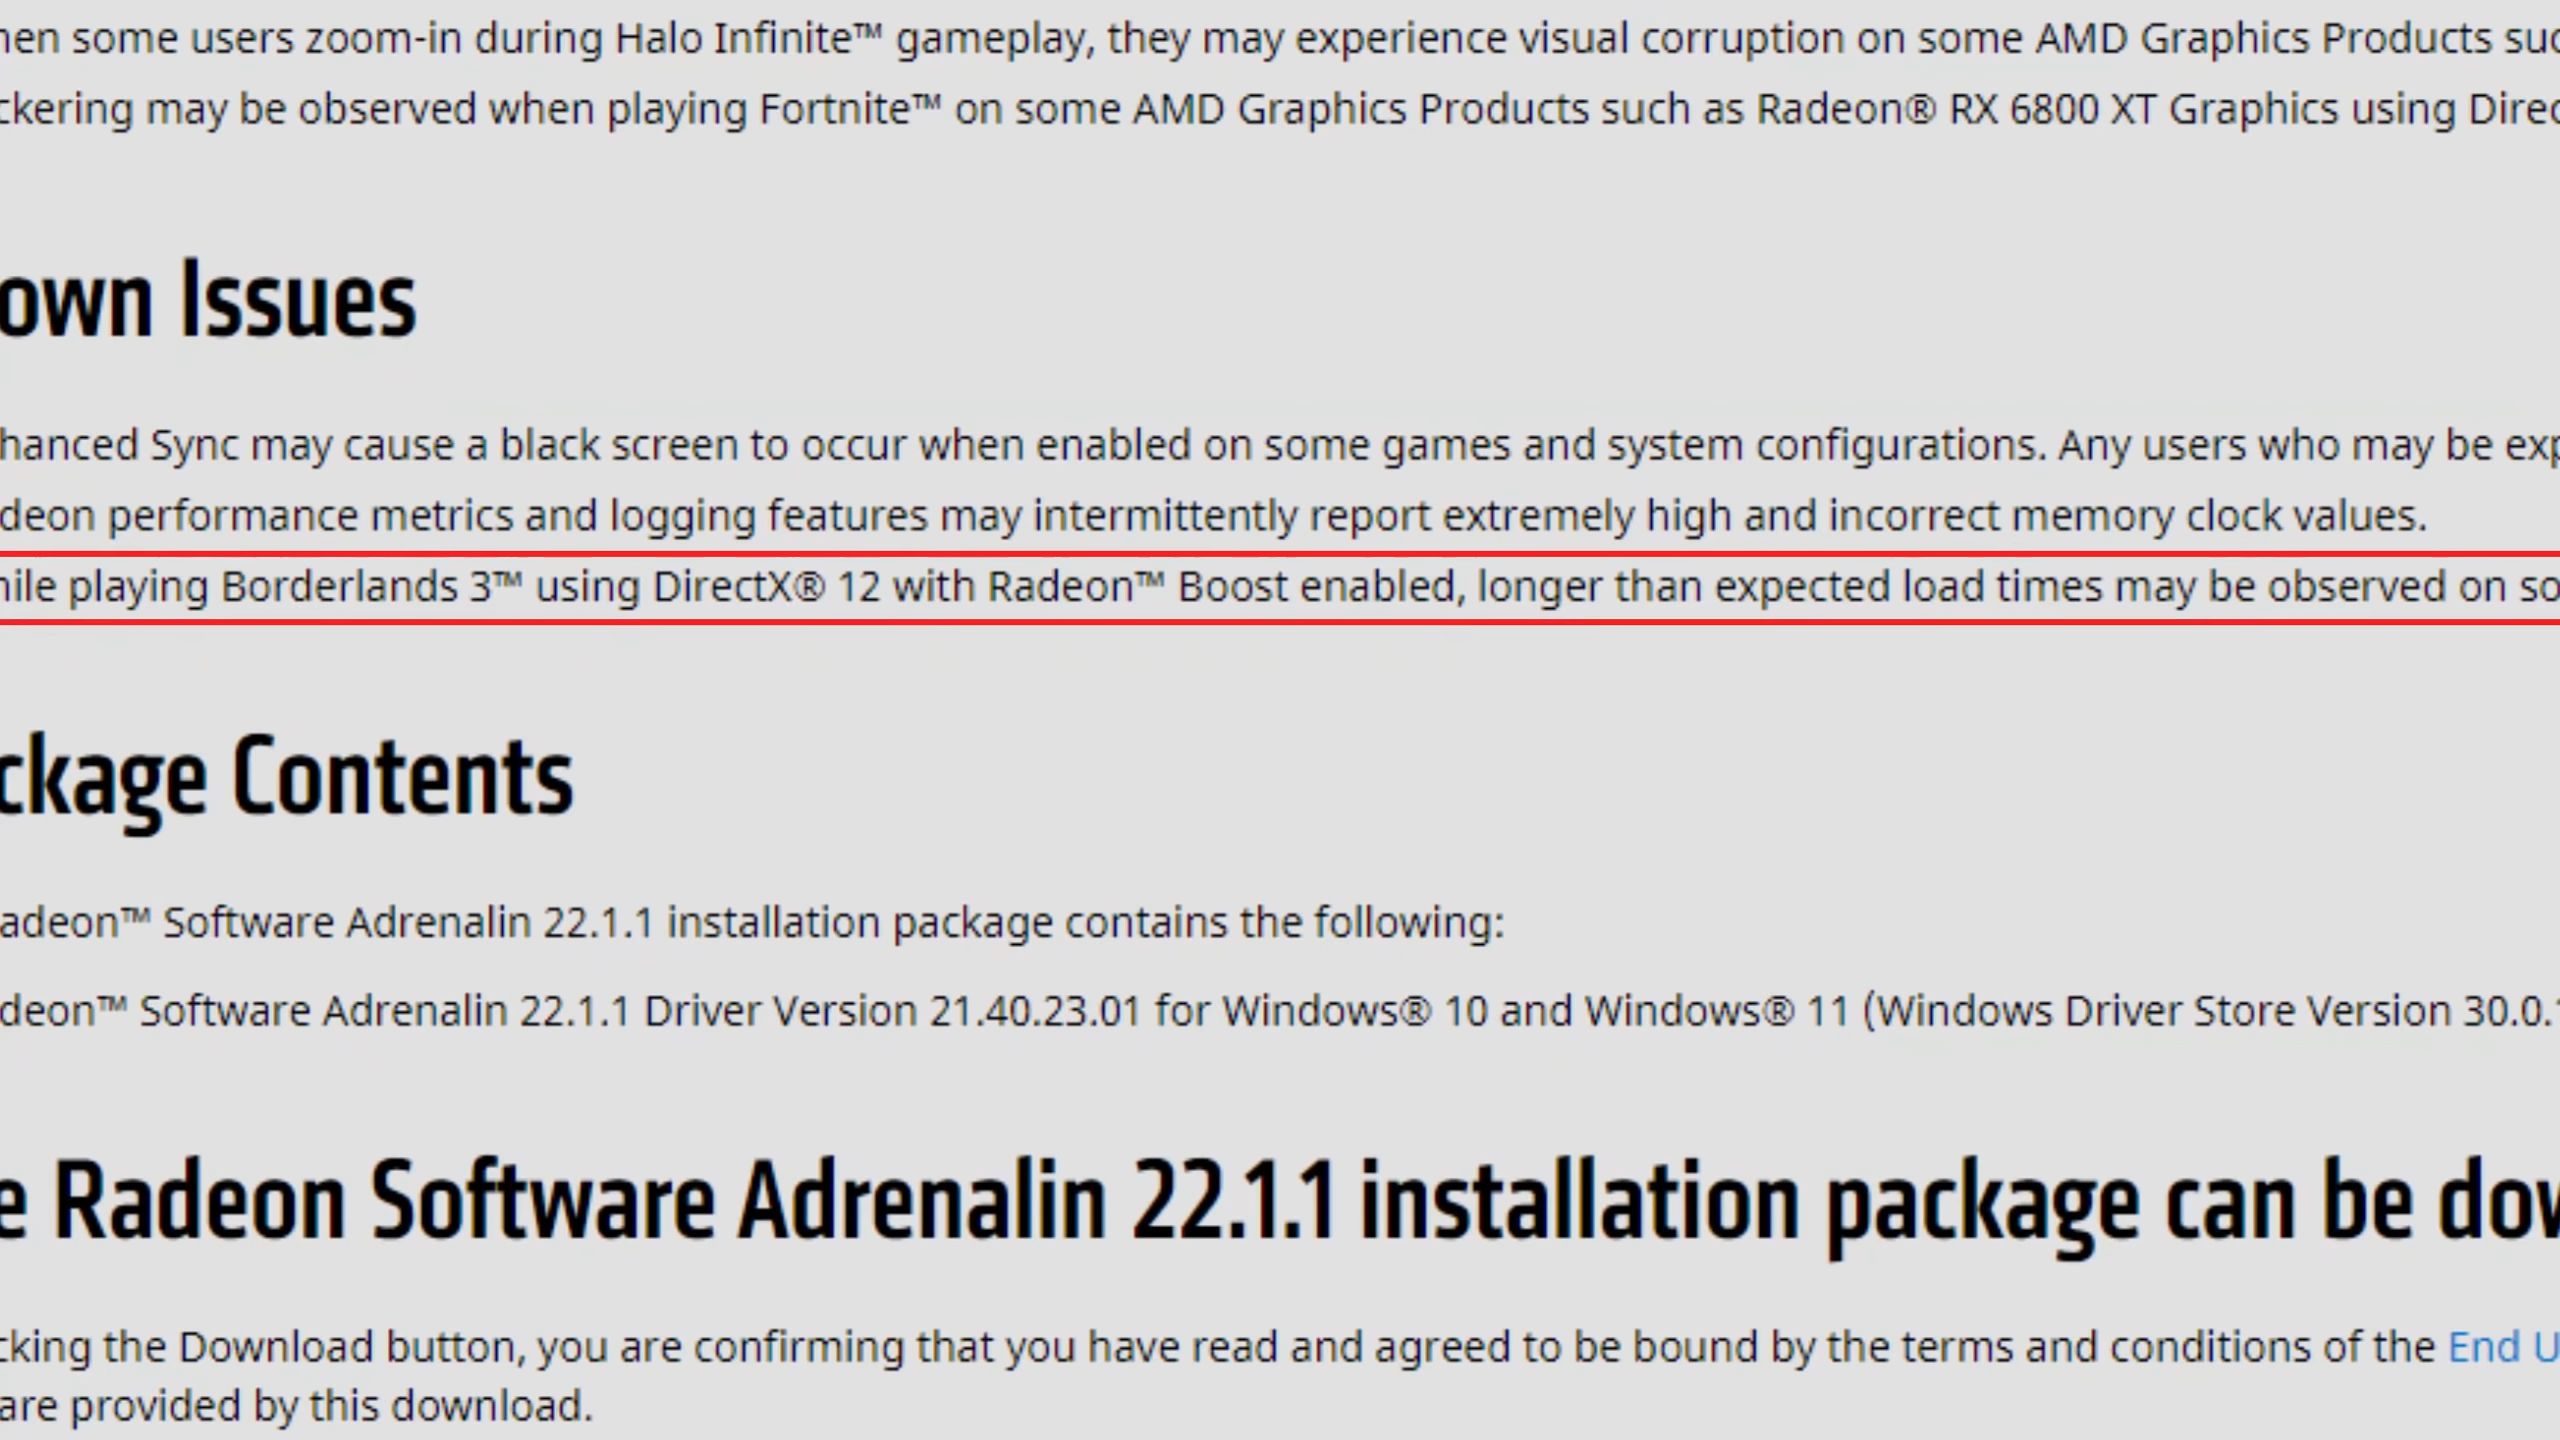 hen some users zoom-in during Halo Infinite™ gameplay, they may experience visual corruption on some AMD Graphics Products suc
ckering may be observed when playing Fortnite™ on some AMD Graphics Products such as Radeon® RX 6800 XT Graphics using Direc
own Issues
hanced Sync may cause a black screen to occur when enabled on some games and system configurations. Any users who may be exp
deon performance metrics and logging features may intermittently report extremely high and incorrect memory clock values.
hile playing Borderlands 3™ using DirectX® 12 with Radeon™ Boost enabled, longer than expected load times may be observed on so
ckage Contents
adeon™ Software Adrenalin 22.1.1 installation package contains the following:
deon™ Software Adrenalin 22.1.1 Driver Version 21.40.23.01 for Windows® 10 and Windows® 11 (Windows Driver Store Version 30.0.1
e Radeon Software Adrenalin 22.1.1 installation package can be dow
cking the Download button, you are confirming that you have read and agreed to be bound by the terms and conditions of the End U
are provided by this download.